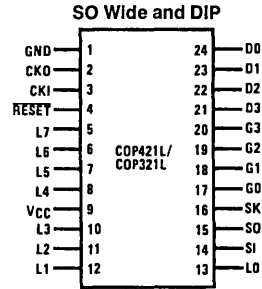 SO Wide and DIP
GND 1 24 D0
CKO 2 23 D1
CKI 3 22 D2
RESET 4 21 D3
L7 5 20 G3
L6 6 COP421L/ 19 G2
L5 7 COP321L 18 G1
L4 8 17 G0
VCC 9 16 SK
L3 10 15 SO
L2 11 14 SI
L1 12 13 L0